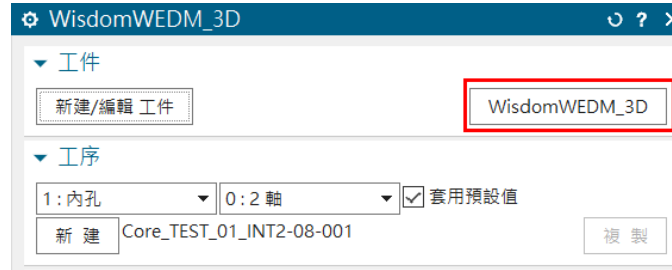 WisdomWEDM_3D ?
工件
新建/編輯 工件 WisdomWEDM_3D
工序
1 : 內孔 0 : 2 軸 套用預設值
新 建 Core_TEST_01_INT2-08-001 複 製